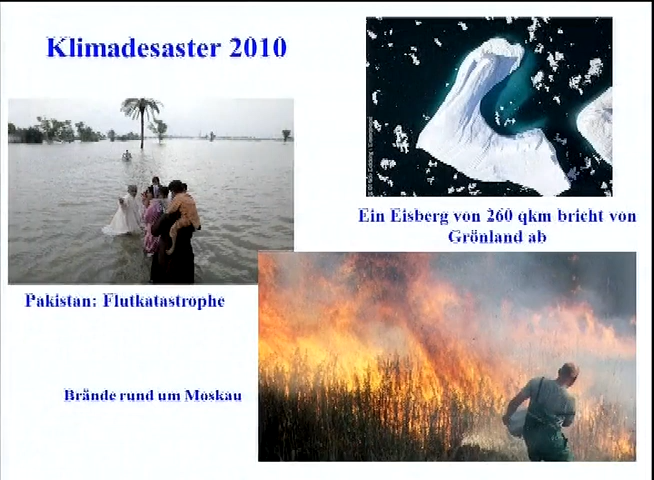 Klimadesaster 2010
Ein Eisberg von 260 qkm bricht von
Grönland ab
Pakistan: Flutkatastrophe
Brände rund um Moskau